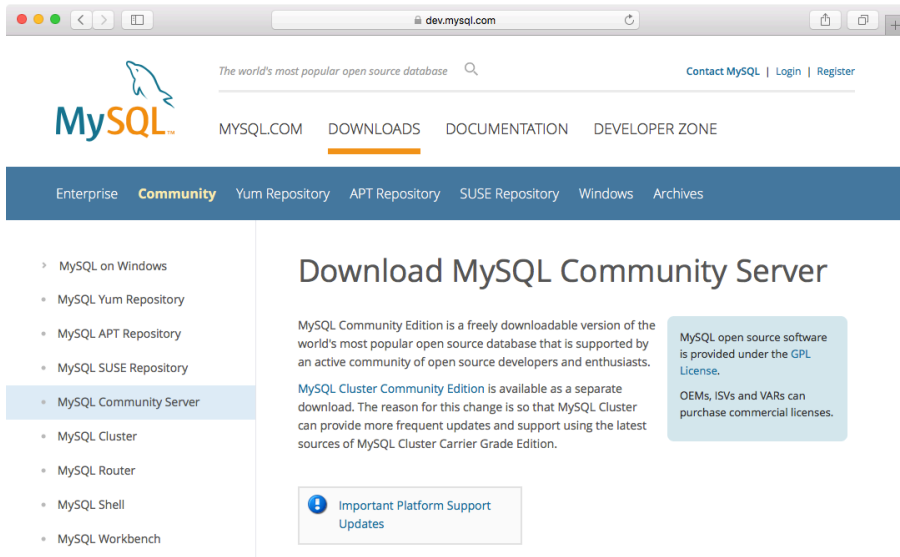 dev.mysql.com
The world's most popular open source database
Contact MySQL | Login | Register
MySQL™
MYSQL.COM DOWNLOADS DOCUMENTATION DEVELOPER ZONE
Enterprise Community Yum Repository APT Repository SUSE Repository Windows Archives
MySQL on Windows
MySQL Yum Repository
MySQL APT Repository
MySQL SUSE Repository
MySQL Community Server
MySQL Cluster
MySQL Router
MySQL Shell
MySQL Workbench
Download MySQL Community Server
MySQL Community Edition is a freely downloadable version of the
world's most popular open source database that is supported by
an active community of open source developers and enthusiasts.
MySQL Cluster Community Edition is available as a separate
download. The reason for this change is so that MySQL Cluster
can provide more frequent updates and support using the latest
sources of MySQL Cluster Carrier Grade Edition.
MySQL open source software
is provided under the GPL
License.
OEMs, ISVs and VARs can
purchase commercial licenses.
Important Platform Support
Updates